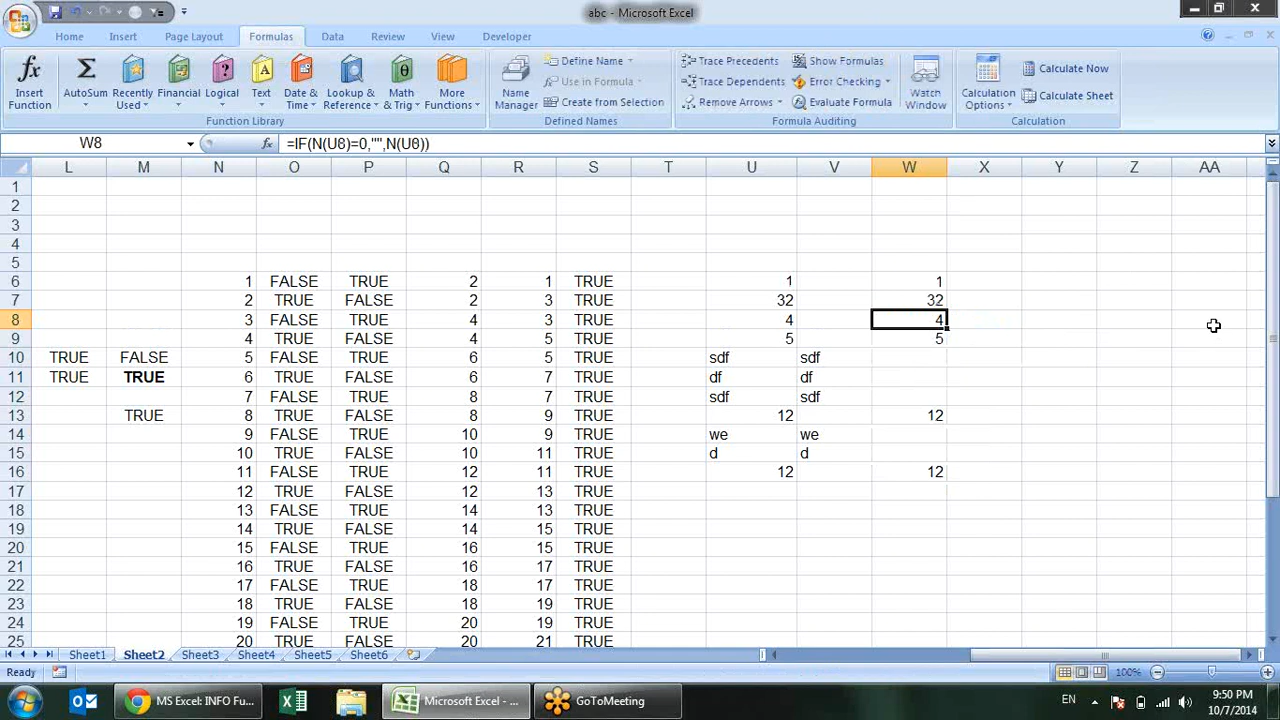 abc - Microsoft Excel
Home Insert Page Layout Formulas Data Review View Developer
Insert Function
AutoSum
Recently Used
Financial
Logical
Text
Date & Time
Lookup & Reference
Math & Trig
More Functions
Function Library
Name Manager
Define Name
Use in Formula
Create from Selection
Defined Names
Trace Precedents
Trace Dependents
Remove Arrows
Show Formulas
Error Checking
Evaluate Formula
Formula Auditing
Watch Window
Calculation Options
Calculate Now
Calculate Sheet
Calculation
W8 fx =IF(N(U8)=0,"",N(U8))
L M N O P Q R S T U V W X Y Z AA
1
2
3
4
5
6 1 FALSE TRUE 2 1 TRUE 1 1
7 2 TRUE FALSE 2 3 TRUE 32 32
8 3 FALSE TRUE 4 3 TRUE 4 4
9 4 TRUE FALSE 4 5 TRUE 5 5
10 TRUE FALSE 5 FALSE TRUE 6 5 TRUE sdf sdf
11 TRUE TRUE 6 TRUE FALSE 6 7 TRUE df df
12 7 FALSE TRUE 8 7 TRUE sdf sdf
13 TRUE 8 TRUE FALSE 8 9 TRUE 12 12
14 9 FALSE TRUE 10 9 TRUE we we
15 10 TRUE FALSE 10 11 TRUE d d
16 11 FALSE TRUE 12 11 TRUE 12 12
17 12 TRUE FALSE 12 13 TRUE
18 13 FALSE TRUE 14 13 TRUE
19 14 TRUE FALSE 14 15 TRUE
20 15 FALSE TRUE 16 15 TRUE
21 16 TRUE FALSE 16 17 TRUE
22 17 FALSE TRUE 18 17 TRUE
23 18 TRUE FALSE 18 19 TRUE
24 19 FALSE TRUE 20 19 TRUE
25 20 TRUE FALSE 20 21 TRUE
Sheet1 Sheet2 Sheet3 Sheet4 Sheet5 Sheet6
Ready 100%
MS Excel: INFO Fu... Microsoft Excel - ... GoToMeeting EN 9:50 PM
10/7/2014